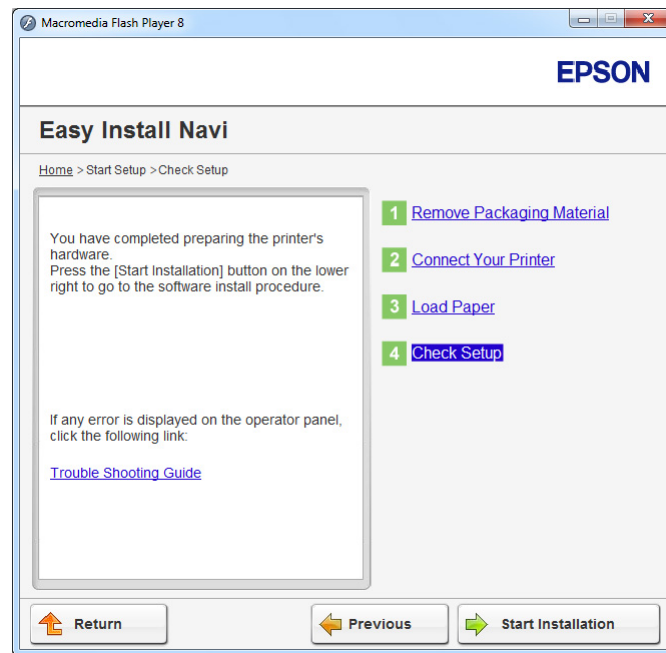 Macromedia Flash Player 8
EPSON
Easy Install Navi
Home > Start Setup >Check Setup
You have completed preparing the printer's
hardware.
Press the [Start Installation] button on the lower
right to go to the software install procedure.
If any error is displayed on the operator panel,
click the following link:
Trouble Shooting Guide
1 Remove Packaging Material
2 Connect Your Printer
3 Load Paper
4 Check Setup
Return
Previous
Start Installation